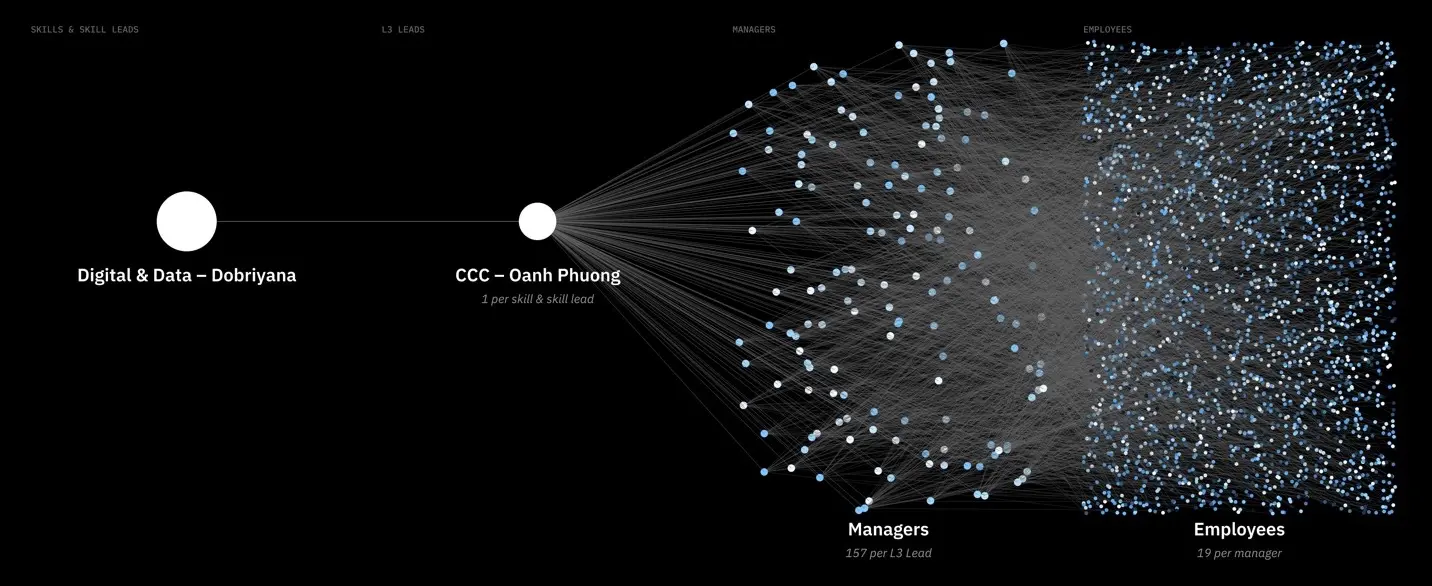 SKILLS & SKILL LEADS
L3 LEADS
MANAGERS
EMPLOYEES
Digital & Data – Dobriyana
CCC – Oanh Phuong
1 per skill & skill lead
Managers
157 per L3 Lead
Employees
19 per manager